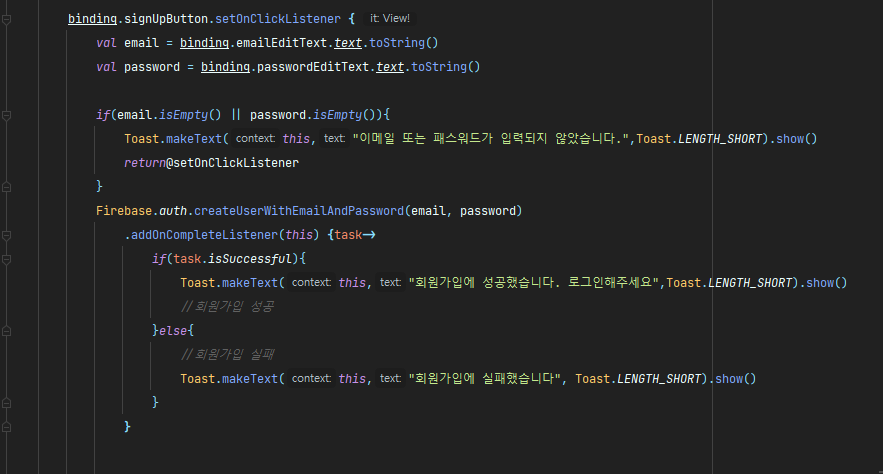 binding.signUpButton.setOnClickListener { it: View!
val email = binding.emailEditText.text.toString()
val password = binding.passwordEditText.text.toString()
if(email.isEmpty() || password.isEmpty()){
Toast.makeText( context: this, text: "이메일 또는 패스워드가 입력되지 않았습니다.",Toast.LENGTH_SHORT).show()
return@setOnClickListener
}
Firebase.auth.createUserWithEmailAndPassword(email, password)
.addOnCompleteListener(this) {task->
if(task.isSuccessful){
Toast.makeText( context: this, text: "회원가입에 성공했습니다. 로그인해주세요",Toast.LENGTH_SHORT).show()
//회원가입 성공
}else{
//회원가입 실패
Toast.makeText( context: this, text: "회원가입에 실패했습니다", Toast.LENGTH_SHORT).show()
}
}